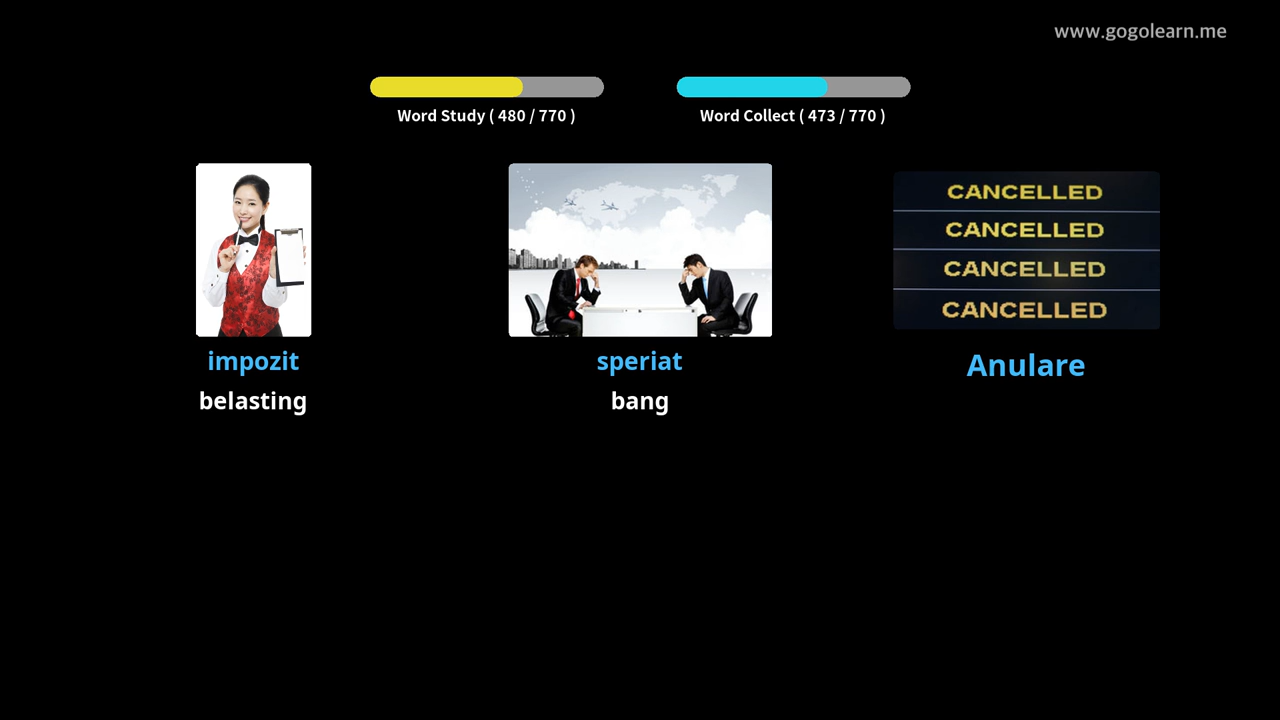 www.gogolearn.me
Word Study ( 480 / 770 )
Word Collect ( 473 / 770 )
CANCELLED
CANCELLED
CANCELLED
CANCELLED
impozit
belasting
speriat
bang
Anulare